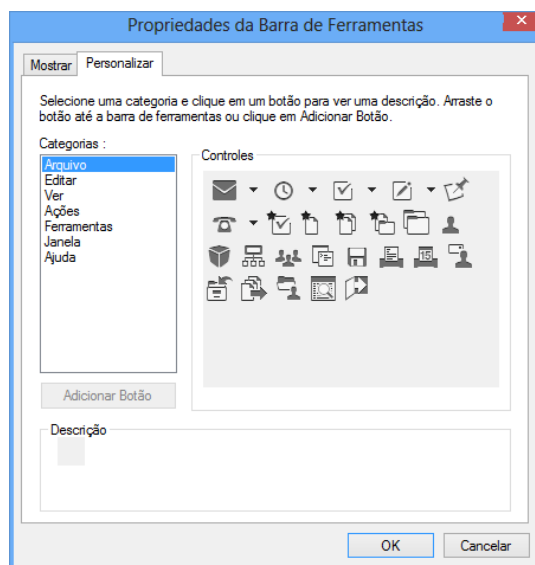 Propriedades da Barra de Ferramentas
Mostrar
Personalizar
Selecione uma categoria e clique em um botão para ver uma descrição. Arraste o
botão até a barra de ferramentas ou clique em Adicionar Botão.
Categorias :
Controles
Arquivo
Editar
Ver
Ações
Ferramentas
Janela
Ajuda
15
Adicionar Botão
Descrição
OK
Cancelar